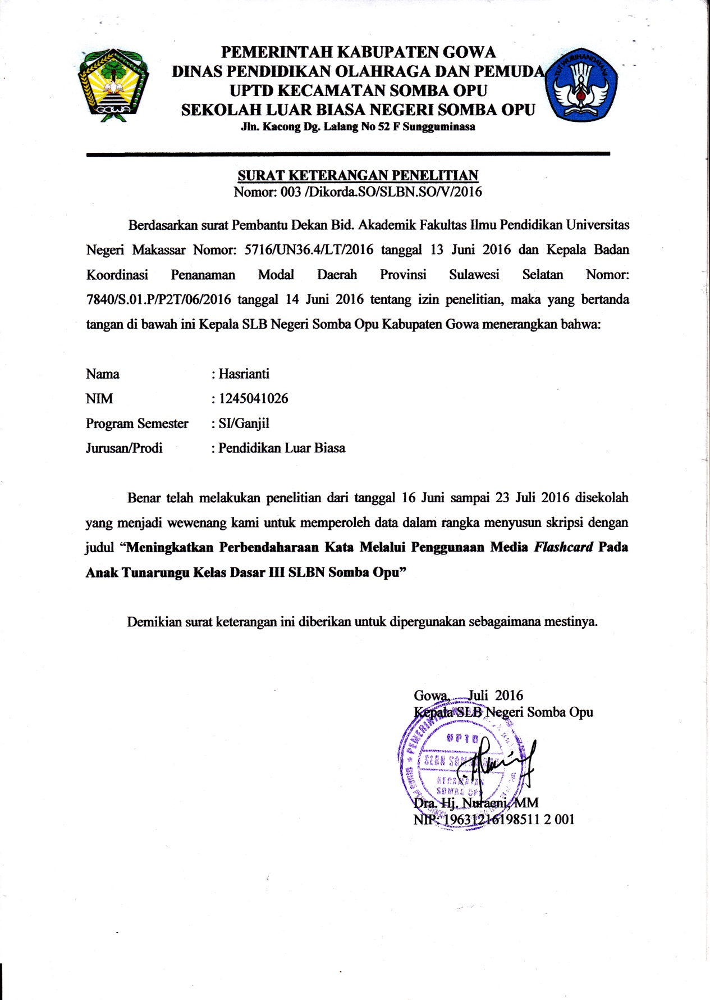 PEMERINTAH KABUPATEN GOWA
DINAS PENDIDIKAN OLAHRAGA DAN PEMUDA
UPTD KECAMATAN SOMBA OPU
SEKOLAH LUAR BIASA NEGERI SOMBA OPU
Jln. Kacong Dg. Lalang No 52 F Sungguminasa
GOWA
TUT WURI HANDAYANI
SURAT KETERANGAN PENELITIAN
Nomor: 003 /Dikorda.SO/SLBN.SO/V/2016
Berdasarkan surat Pembantu Dekan Bid. Akademik Fakultas Ilmu Pendidikan Universitas
Negeri Makassar Nomor: 5716/UN36.4/LT/2016 tanggal 13 Juni 2016 dan Kepala Badan
Koordinasi Penanaman Modal Daerah Provinsi Sulawesi Selatan Nomor:
7840/S.01.P/P2T/06/2016 tanggal 14 Juni 2016 tentang izin penelitian, maka yang bertanda
tangan di bawah ini Kepala SLB Negeri Somba Opu Kabupaten Gowa menerangkan bahwa:
Nama : Hasrianti
NIM : 1245041026
Program Semester : SI/Ganjil
Jurusan/Prodi : Pendidikan Luar Biasa
Benar telah melakukan penelitian dari tanggal 16 Juni sampai 23 Juli 2016 disekolah
yang menjadi wewenang kami untuk memperoleh data dalam rangka menyusun skripsi dengan
judul “Meningkatkan Perbendaharaan Kata Melalui Penggunaan Media Flashcard Pada
Anak Tunarungu Kelas Dasar III SLBN Somba Opu”
Demikian surat keterangan ini diberikan untuk dipergunakan sebagaimana mestinya.
Gowa, Juli 2016
Kepala SLB Negeri Somba Opu
UPTD
SLBN SOMBA
KECAMATAN
SOMBA OPU
Dra. Hj. Nuraeni, MM
NIP: 19631216198511 2 001